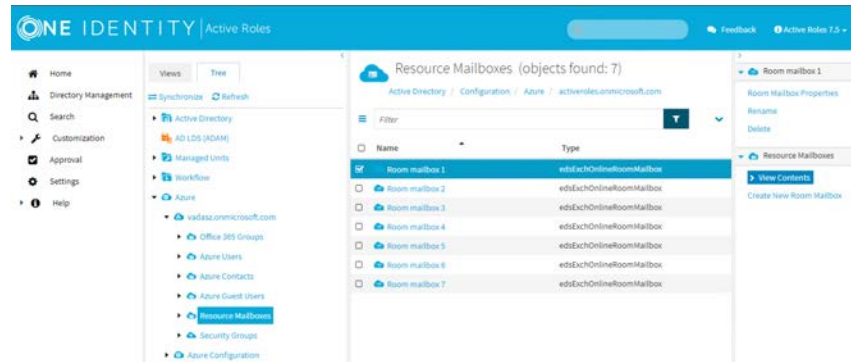 ONE IDENTITY Active Roles
Feedback
Active Roles 7.5
Home
Directory Management
Search
Customization
Approval
Settings
Help
Views Tree
Synchronize Refresh
Active Directory
AD LDS (ADAM)
Managed Units
Workflow
Azure
vadasz.onmicrosoft.com
Office 365 Groups
Azure Users
Azure Contacts
Azure Guest Users
Resource Mailboxes
Security Groups
Azure Configuration
Resource Mailboxes (objects found: 7)
Active Directory / Configuration / Azure / activeroles.onmicrosoft.com
Filter
Name Type
Room mailbox 1 edsExchOnlineRoomMailbox
Room mailbox 2 edsExchOnlineRoomMailbox
Room mailbox 3 edsExchOnlineRoomMailbox
Room mailbox 4 edsExchOnlineRoomMailbox
Room mailbox 5 edsExchOnlineRoomMailbox
Room mailbox 6 edsExchOnlineRoomMailbox
Room mailbox 7 edsExchOnlineRoomMailbox
Room mailbox 1
Room Mailbox Properties
Rename
Delete
Resource Mailboxes
View Contents
Create New Room Mailbox